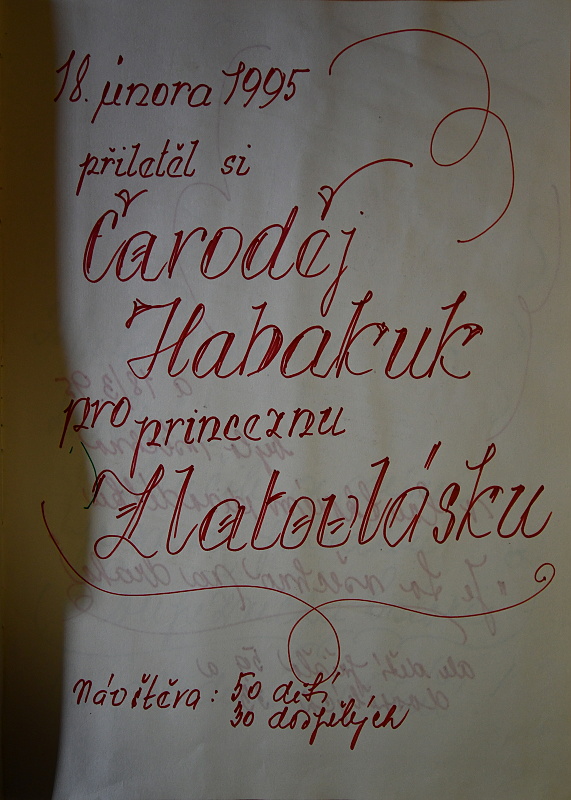 18. února 1995
přiletěl si
Čaroděj
Habakuk
pro princeznu
Zlatovlásku
Návštěva: 50 dětí
30 dospělých